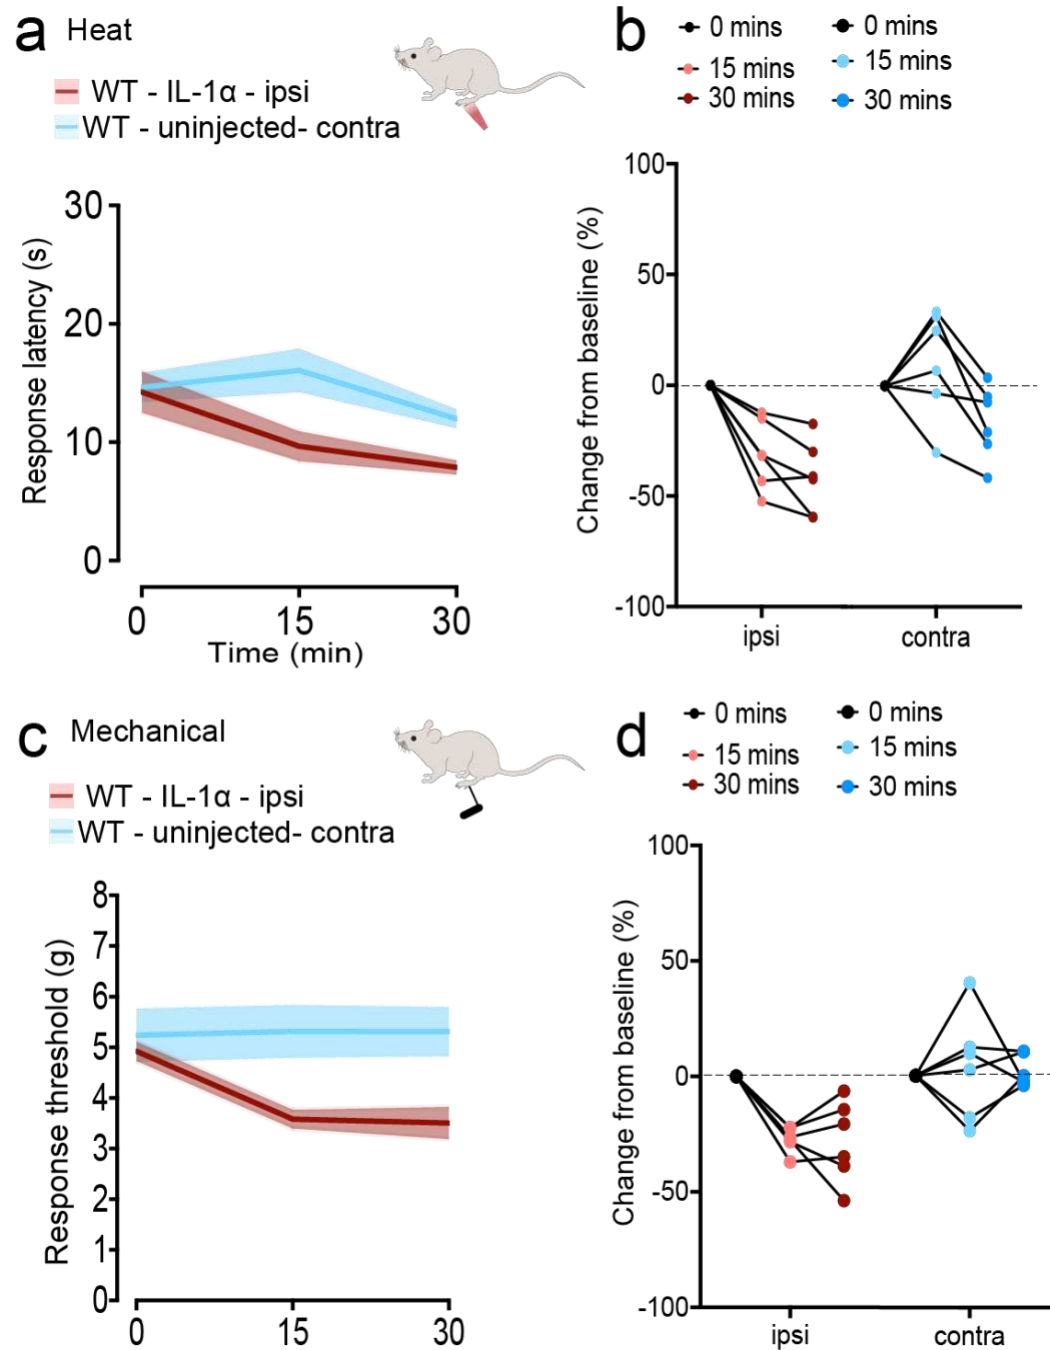 a Heat
WT - IL-1α - ipsi
WT - uninjected- contra
30
20
10
0
Response latency (s)
0 15 30
Time (min)
b
0 mins 0 mins
15 mins 15 mins
30 mins 30 mins
100
50
0
-50
-100
Change from baseline (%)
ipsi contra
c Mechanical
WT - IL-1α - ipsi
WT - uninjected- contra
8
7
6
5
4
3
2
1
0
Response threshold (g)
0 15 30
d
0 mins 0 mins
15 mins 15 mins
30 mins 30 mins
100
50
0
-50
-100
Change from baseline (%)
ipsi contra